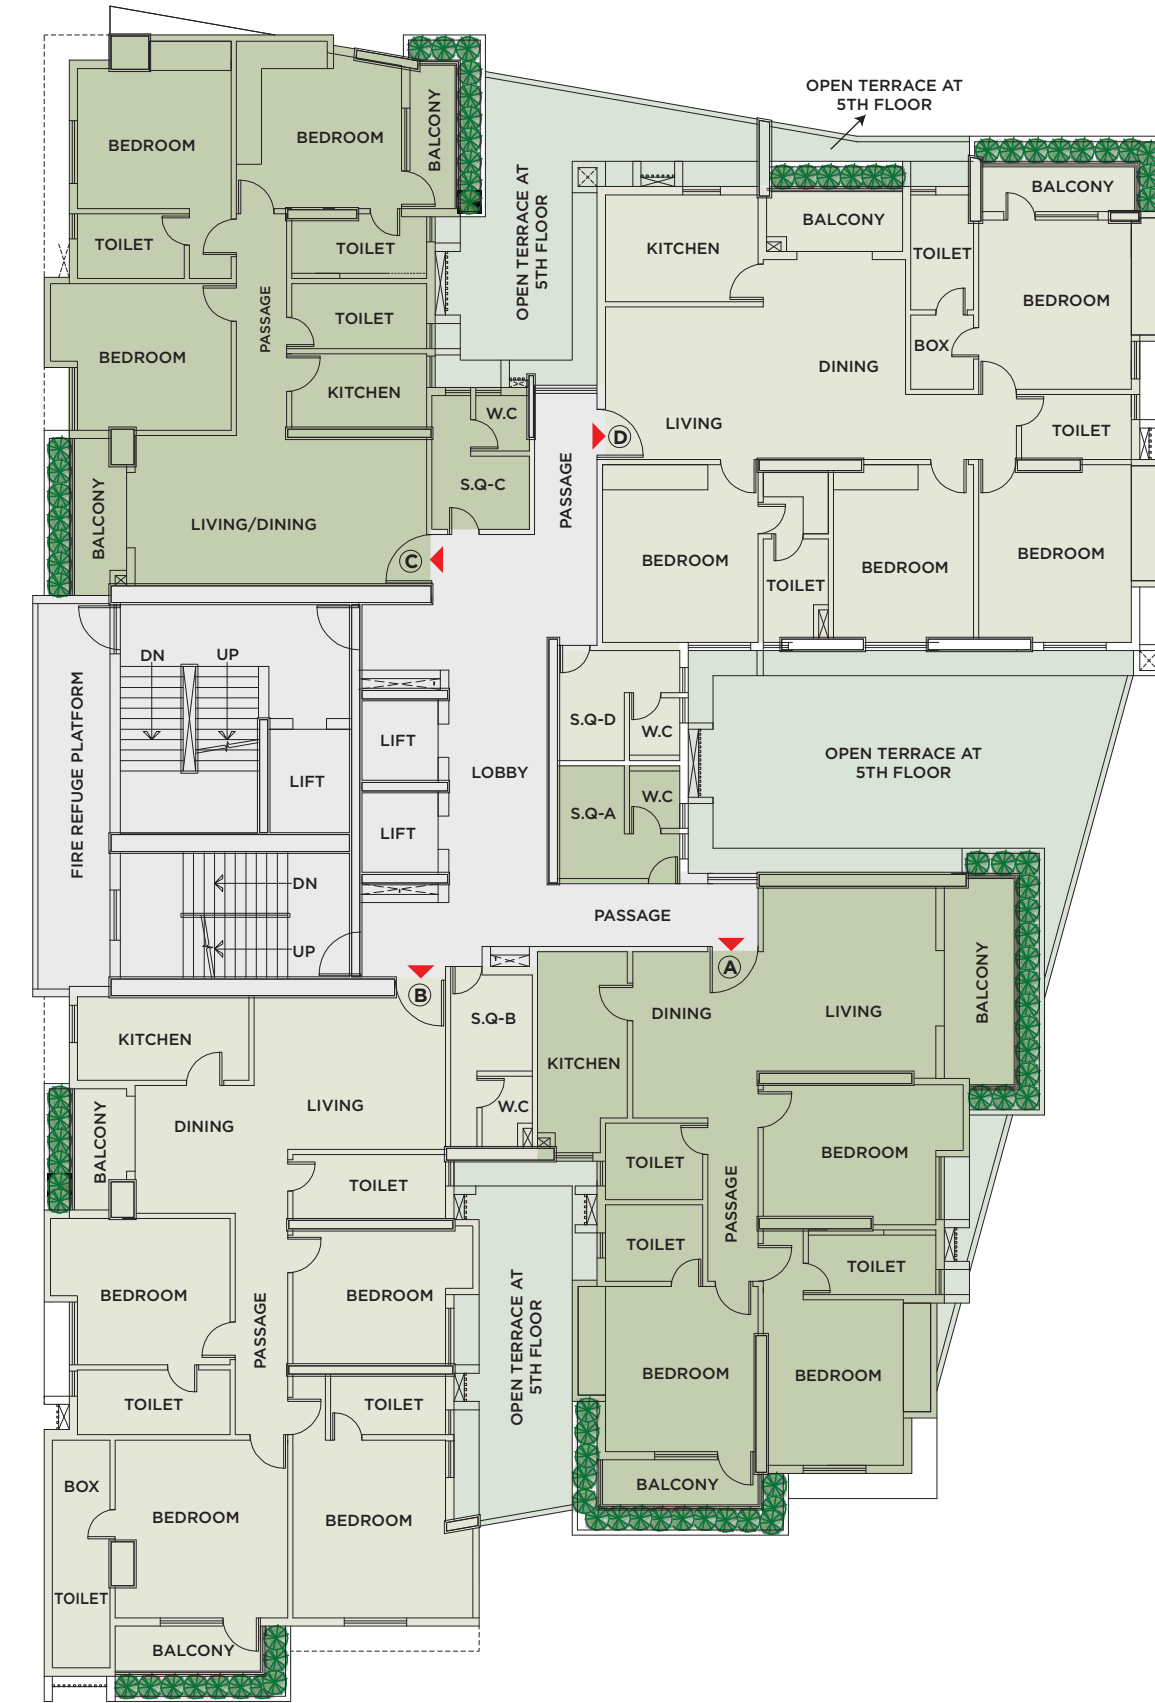 OPEN TERRACE AT
5TH FLOOR
BEDROOM
BEDROOM
BALCONY
TOILET
TOILET
PASSAGE
TOILET
BEDROOM
KITCHEN
W.C
S.Q-C
BALCONY
LIVING/DINING
C
OPEN TERRACE AT
5TH FLOOR
KITCHEN
BALCONY
BALCONY
TOILET
BEDROOM
BOX
DINING
LIVING
D
TOILET
PASSAGE
BEDROOM
TOILET
BEDROOM
BEDROOM
DN
UP
FIRE REFUGE PLATFORM
LIFT
LIFT
LIFT
LOBBY
S.Q-D
W.C
S.Q-A
W.C
OPEN TERRACE AT
5TH FLOOR
DN
UP
PASSAGE
A
B
KITCHEN
S.Q-B
DINING
LIVING
BALCONY
KITCHEN
W.C
LIVING
DINING
BALCONY
TOILET
TOILET
PASSAGE
BEDROOM
TOILET
TOILET
BEDROOM
BEDROOM
BALCONY
OPEN TERRACE AT
5TH FLOOR
BEDROOM
BEDROOM
PASSAGE
TOILET
TOILET
BOX
BEDROOM
BEDROOM
TOILET
BALCONY